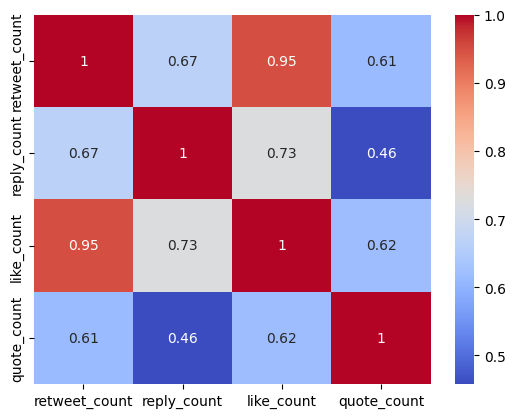 retweet_count 1 0.67 0.95 0.61
reply_count 0.67 1 0.73 0.46
like_count 0.95 0.73 1 0.62
quote_count 0.61 0.46 0.62 1
retweet_count reply_count like_count quote_count
1.0
0.9
0.8
0.7
0.6
0.5